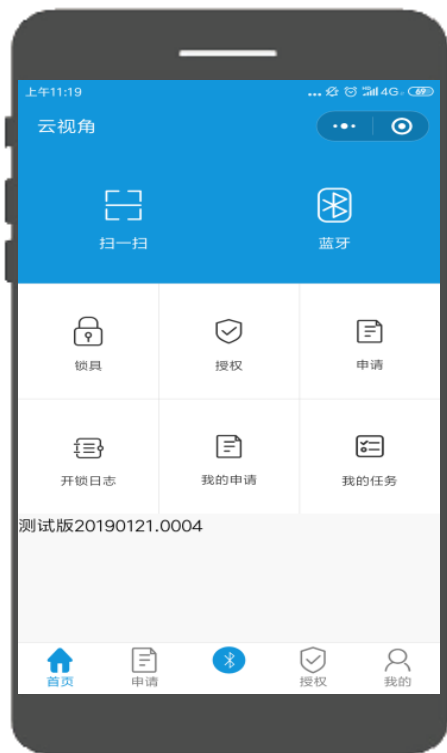 上午11:19
4G
69
云视角
扫一扫
蓝牙
锁具
授权
申请
开锁日志
我的申请
我的任务
测试版20190121.0004
首页
申请
授权
我的